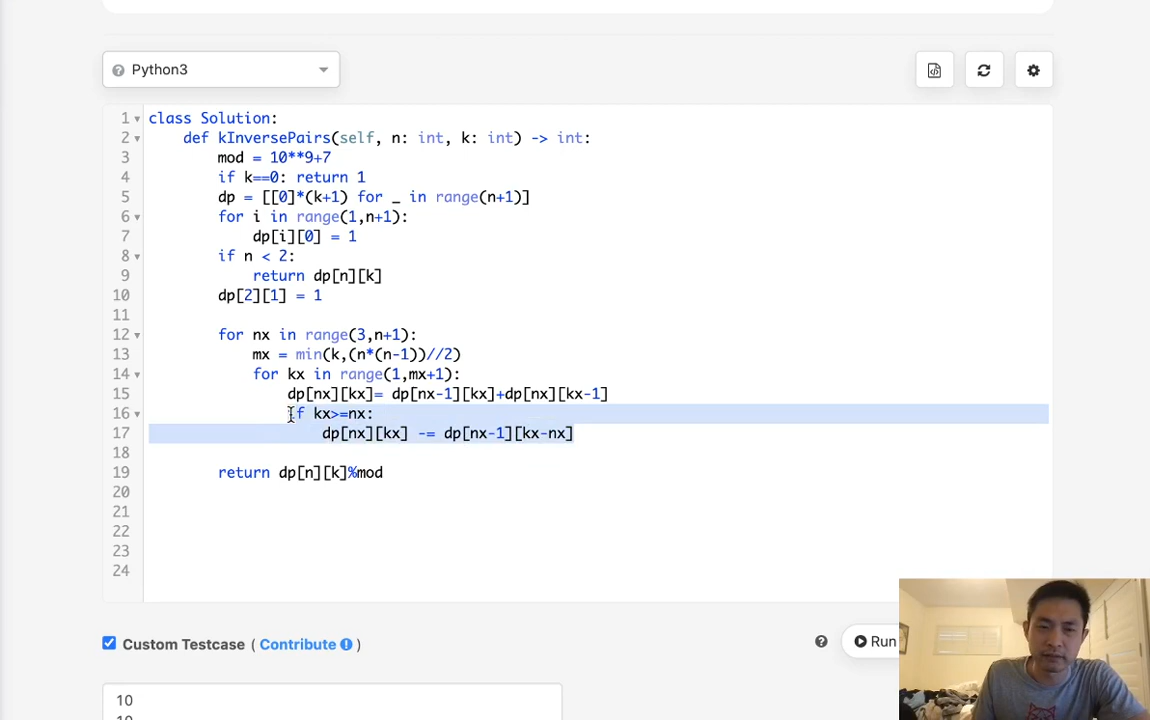 Python3
1 class Solution:
2 def kInversePairs(self, n: int, k: int) -> int:
3 mod = 10**9+7
4 if k==0: return 1
5 dp = [[0]*(k+1) for _ in range(n+1)]
6 for i in range(1,n+1):
7 dp[i][0] = 1
8 if n < 2:
9 return dp[n][k]
10 dp[2][1] = 1
11
12 for nx in range(3,n+1):
13 mx = min(k,(n*(n-1))//2)
14 for kx in range(1,mx+1):
15 dp[nx][kx]= dp[nx-1][kx]+dp[nx][kx-1]
16 if kx>=nx:
17 dp[nx][kx] -= dp[nx-1][kx-nx]
18
19 return dp[n][k]%mod
20
21
22
23
24
Custom Testcase ( Contribute )
Run
10